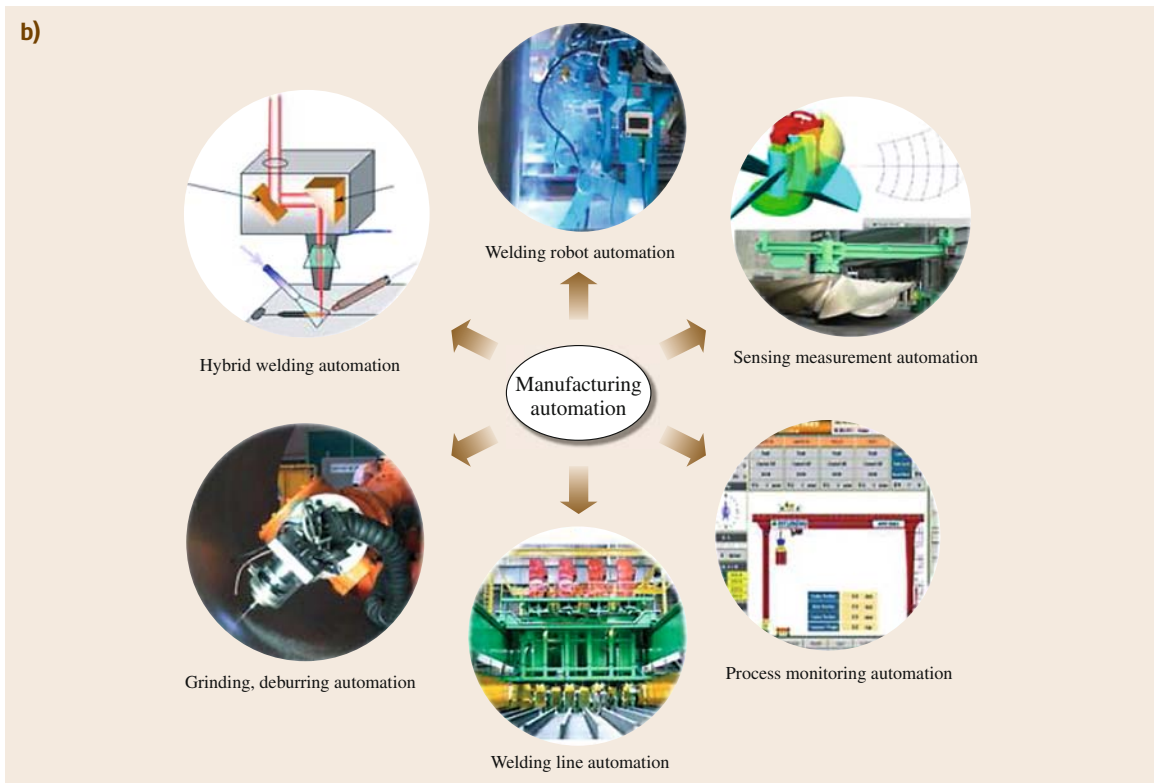 b)
Welding robot automation
Hybrid welding automation
Sensing measurement automation
Manufacturing
automation
Grinding, deburring automation
Process monitoring automation
Welding line automation